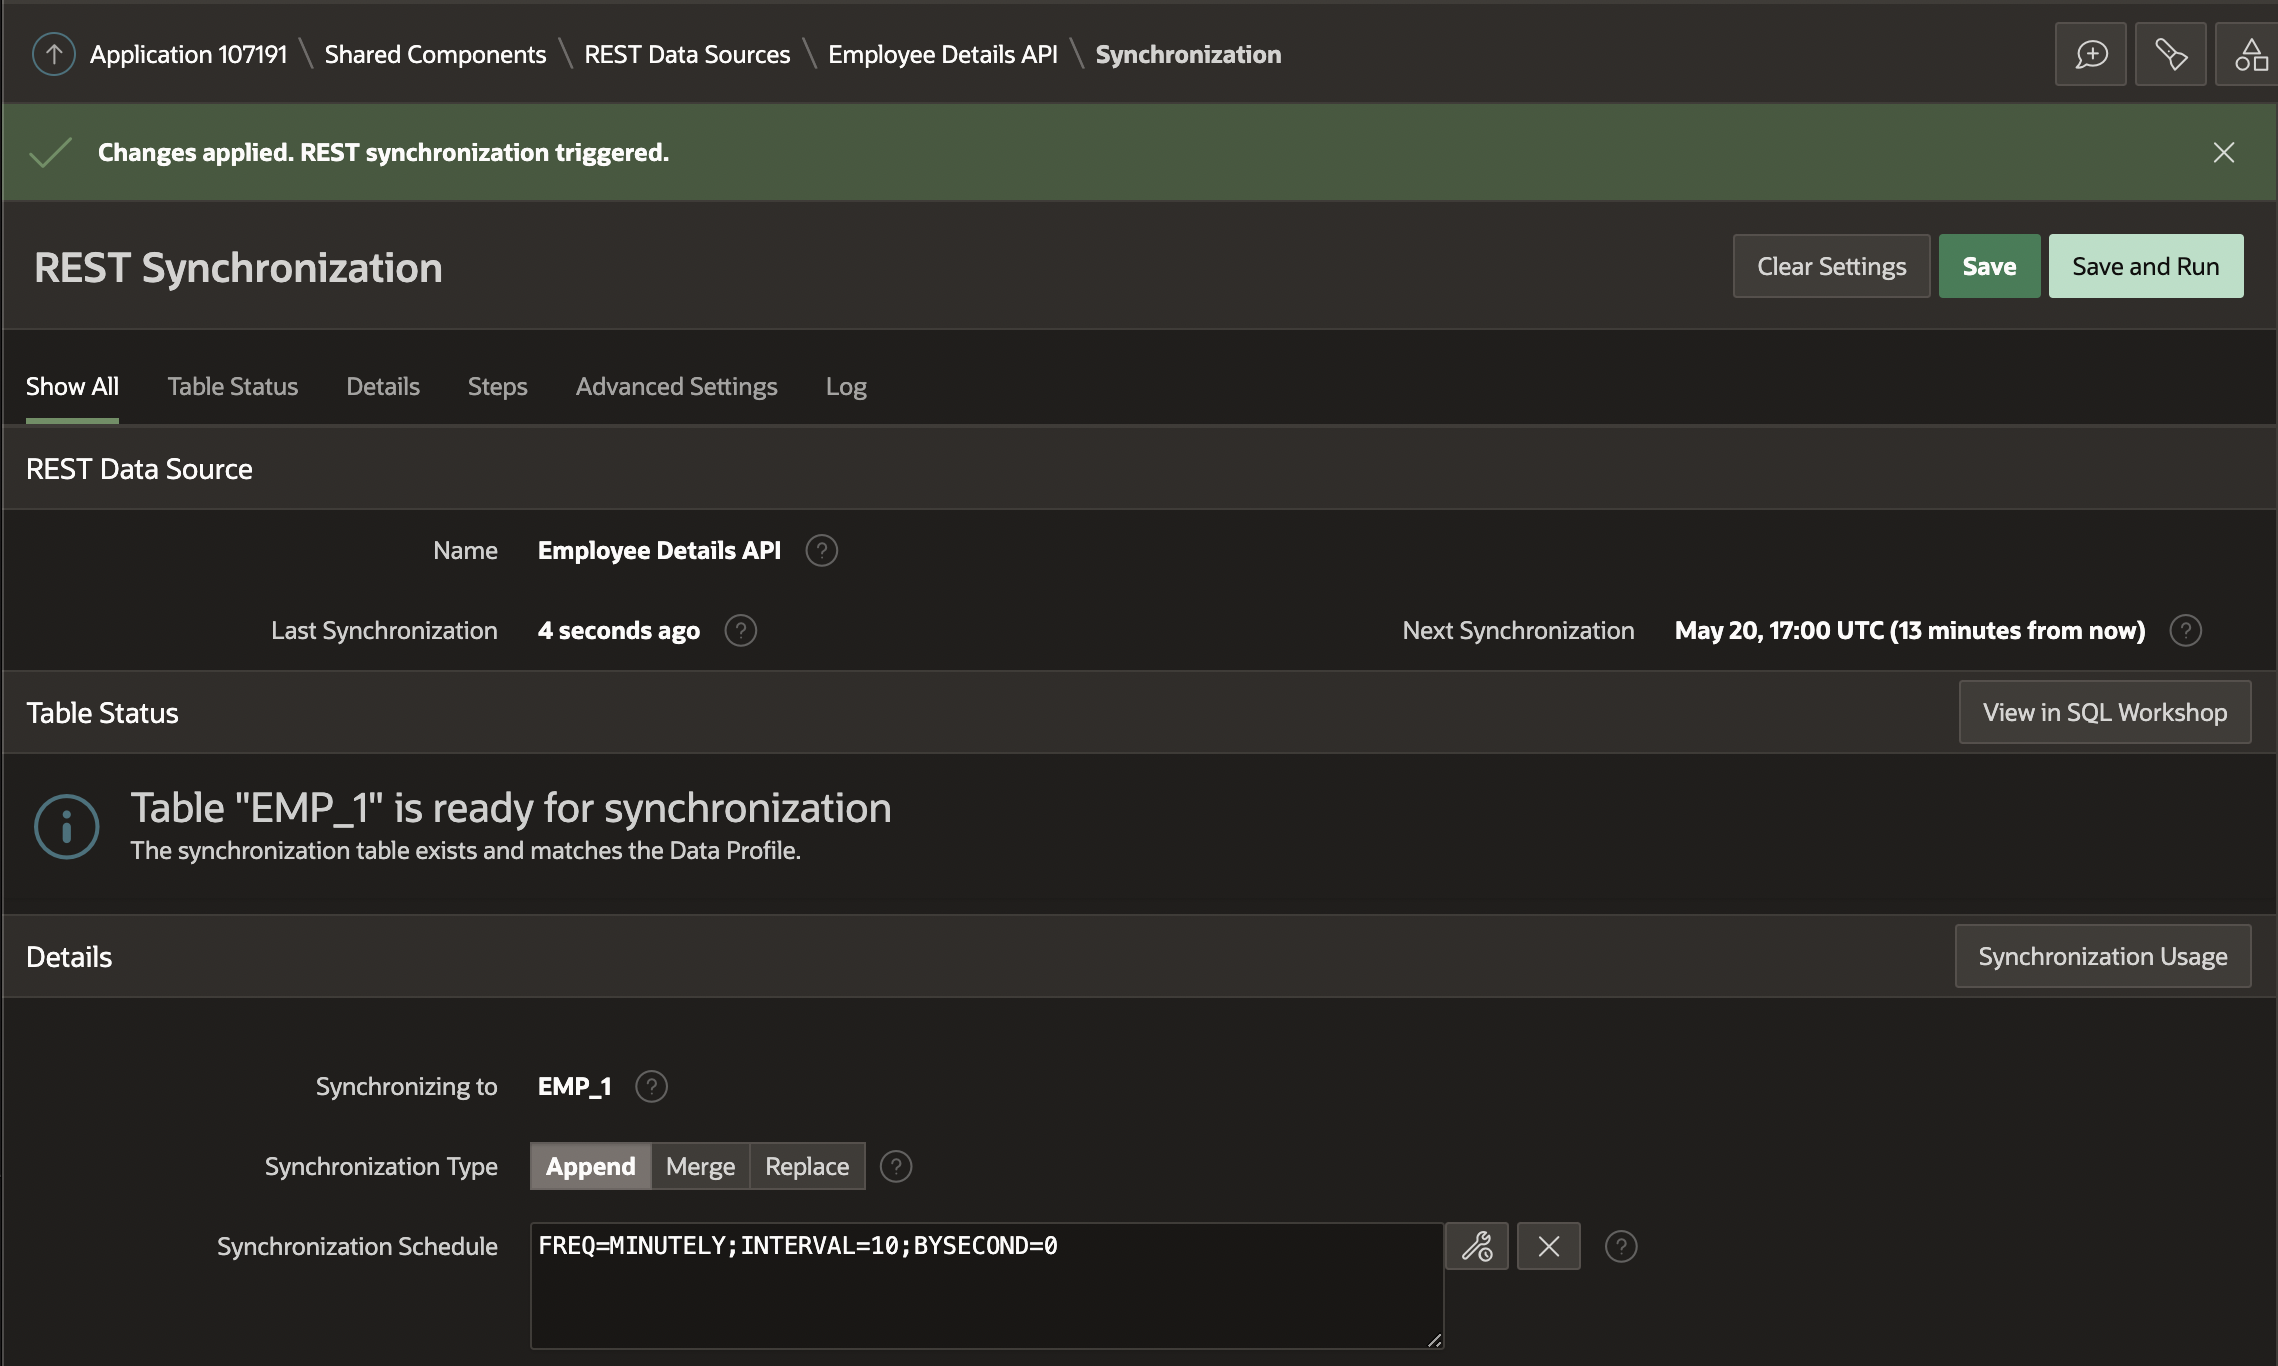 Application 107191 \ Shared Components \ REST Data Sources \ Employee Details API \ Synchronization
Changes applied. REST synchronization triggered.
REST Synchronization
Clear Settings
Save
Save and Run
Show All
Table Status
Details
Steps
Advanced Settings
Log
REST Data Source
Name
Employee Details API
?
Last Synchronization
4 seconds ago
?
Next Synchronization
May 20, 17:00 UTC (13 minutes from now)
?
Table Status
View in SQL Workshop
Table "EMP_1" is ready for synchronization
The synchronization table exists and matches the Data Profile.
Details
Synchronization Usage
Synchronizing to
EMP_1
?
Synchronization Type
Append
Merge
Replace
?
Synchronization Schedule
FREQ=MINUTELY;INTERVAL=10;BYSECOND=0
?